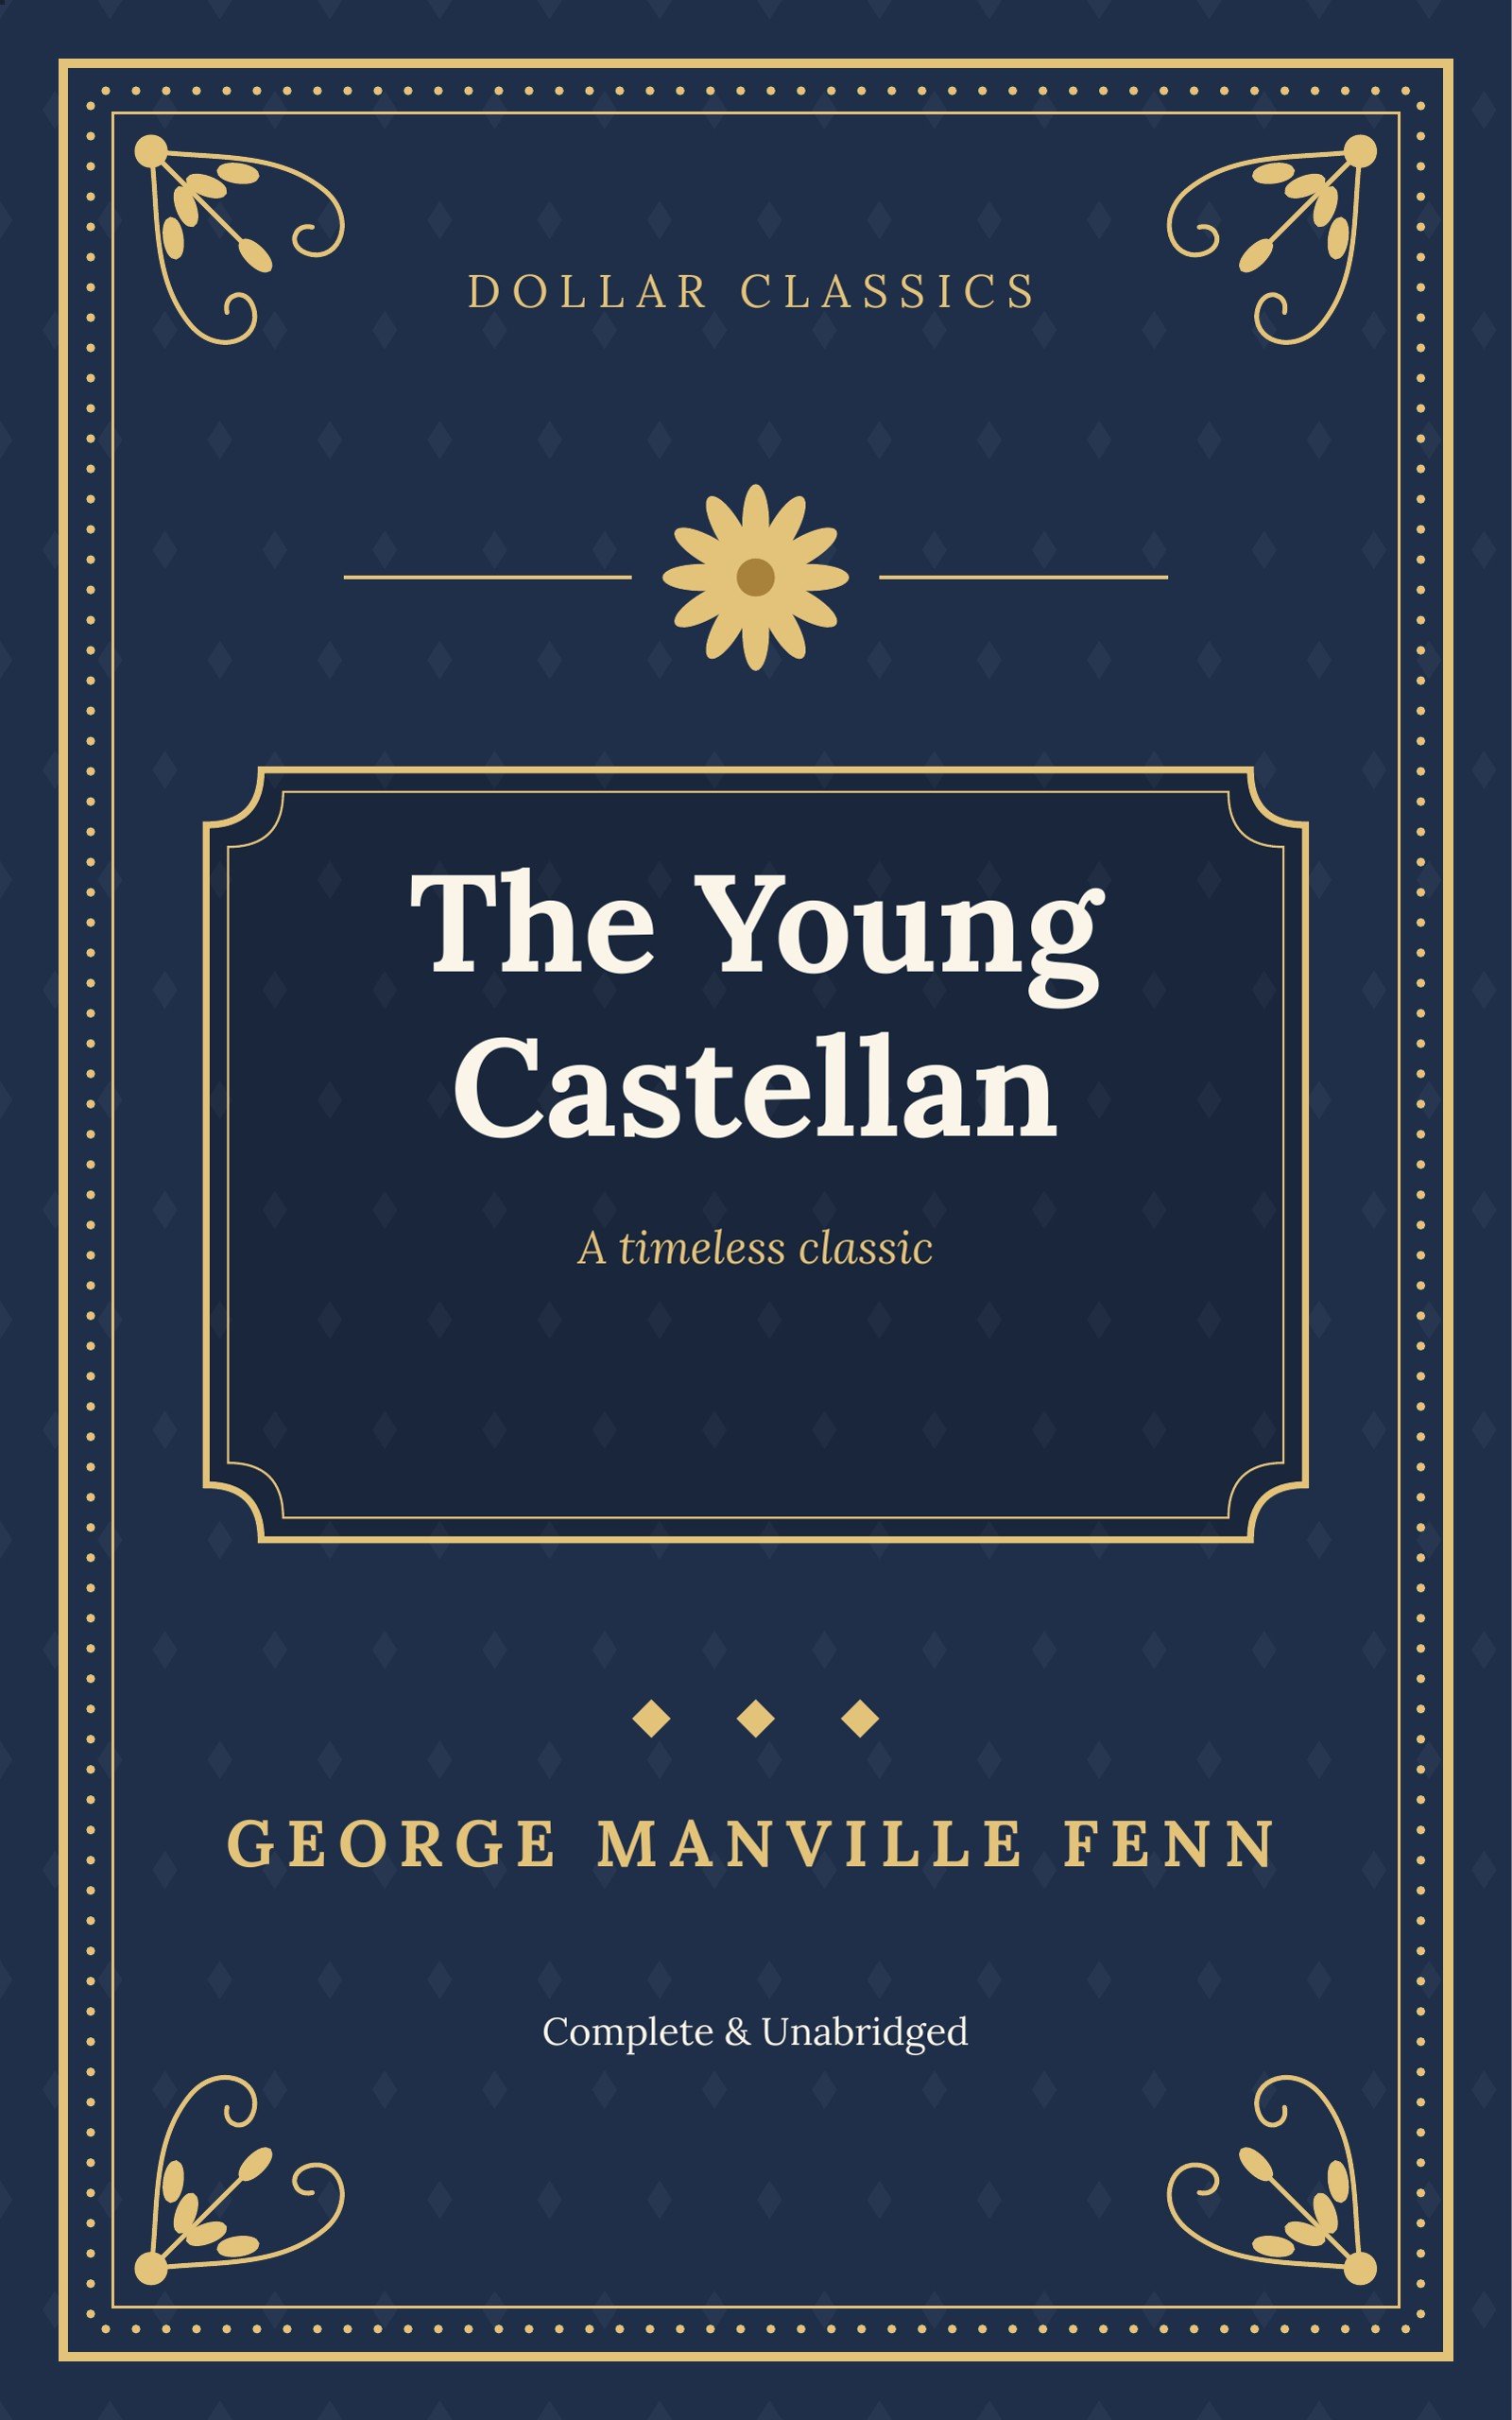 DOLLAR CLASSICS
The Young
Castellan
A timeless classic
GEORGE MANVILLE FENN
Complete & Unabridged